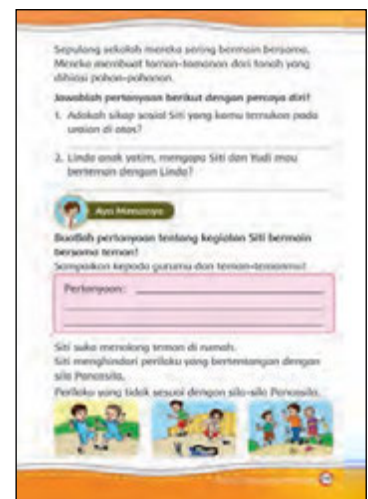 Sepulang sekolah mereka sering bermain bersama.
Mereka membuat taman-tamanan dari tanah yang
dihiasi pohon-pohonan.
Jawablah pertanyaan berikut dengan percaya diri!
1. Adakah sikap sosial Siti yang kamu temukan pada
uraian di atas?
2. Linda anak yatim, mengapa Siti dan Yudi mau
berteman dengan Linda?
Ayo Menanya
Buatlah pertanyaan tentang kegiatan Siti bermain
bersama teman!
Sampaikan kepada gurumu dan teman-temanmu!
Pertanyaan:
Siti suka menolong teman di rumah.
Siti menghindari perilaku yang bertentangan dengan
sila Pancasila.
Perilaku yang tidak sesuai dengan sila-sila Pancasila.